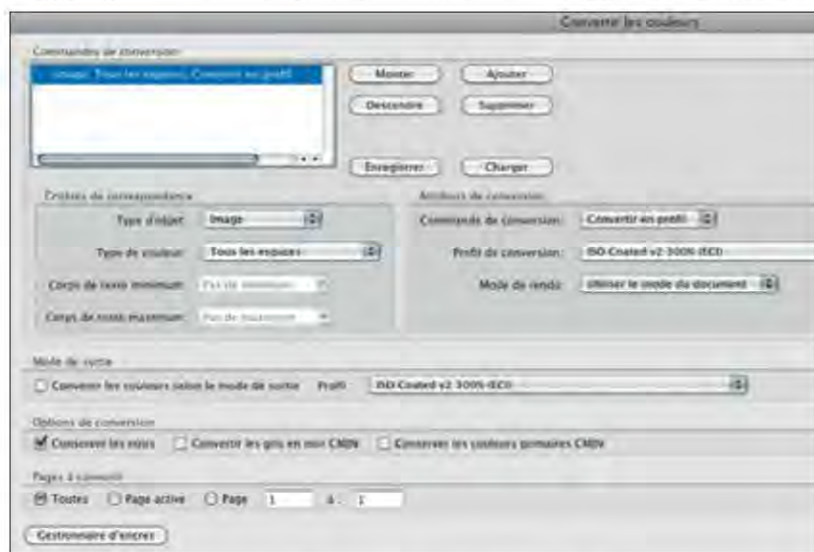 Convertir les couleurs
Commandes de conversion
Image, Tous les espaces, Convertir en profil
Monter
Ajouter
Descendre
Supprimer
Enregistrer
Charger
Critères de correspondance
Attributs de conversion
Type d'objet: Image
Commande de conversion: Convertir en profil
Type de couleur: Tous les espaces
Profil de conversion: ISO Coated v2 300% (ECI)
Corps de texte minimum: Pas de minimum
Mode de rendu: Utiliser le mode du document
Corps de texte maximum: Pas de maximum
Mode de sortie
Convertir les couleurs selon le mode de sortie Profil: ISO Coated v2 300% (ECI)
Options de conversion
Conserver les noirs Convertir les gris en noir CMJN Conserver les couleurs primaires CMJN
Pages à convertir
Toutes Page active Page 1 à : 1
Gestionnaire d'encres